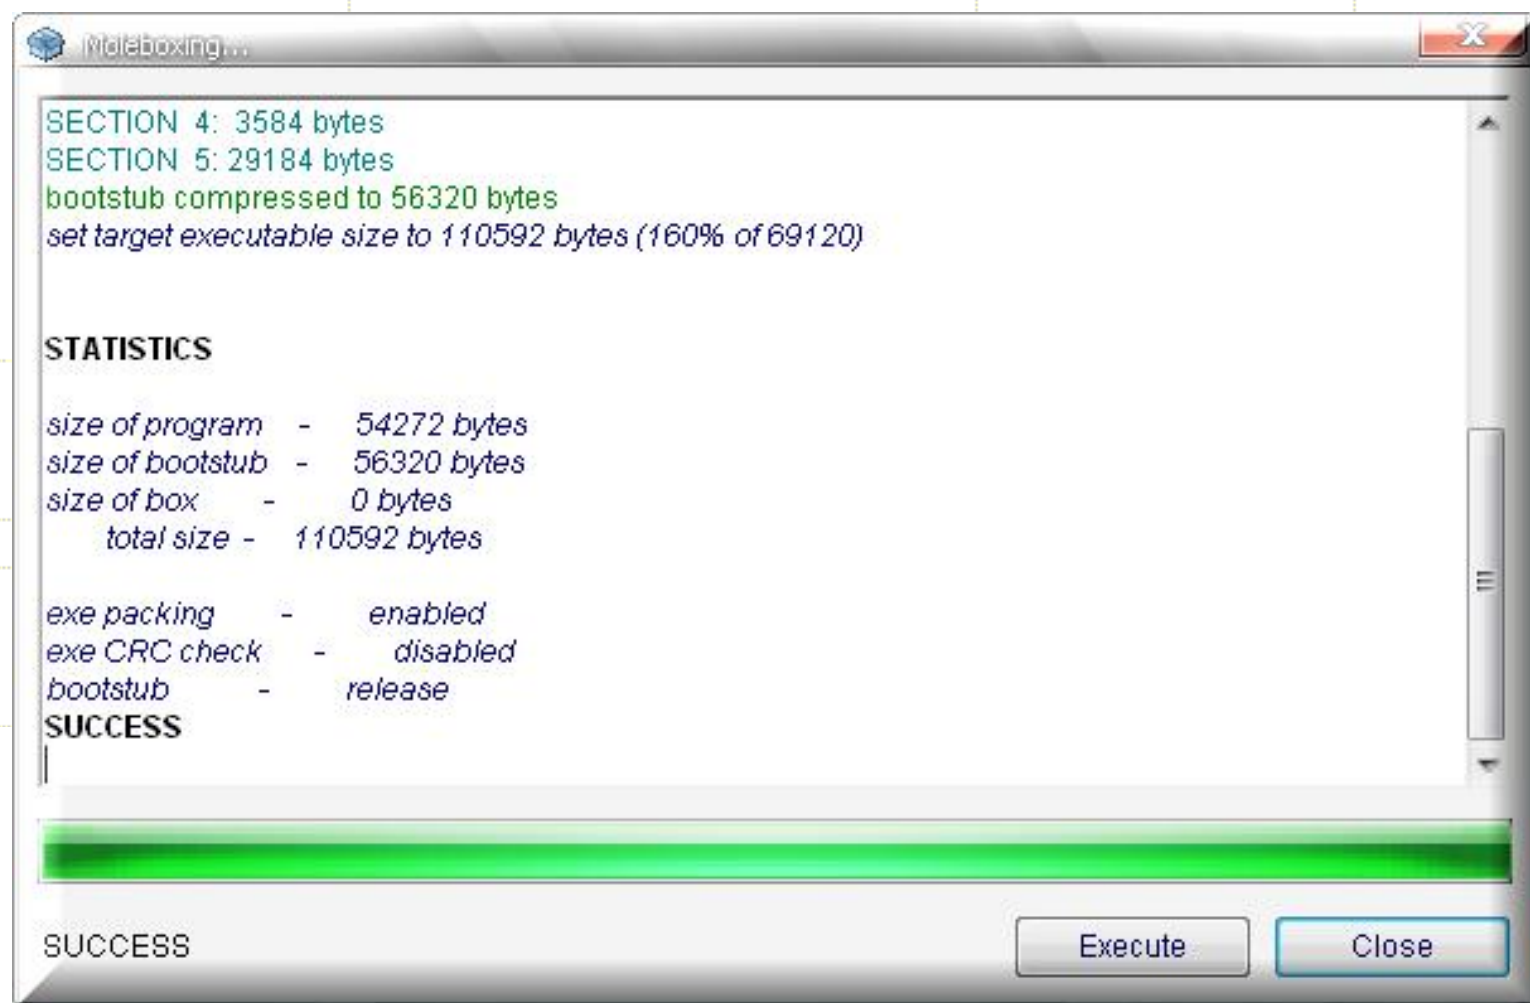 Moleboxing...
SECTION 4: 3584 bytes
SECTION 5: 29184 bytes
bootstub compressed to 56320 bytes
set target executable size to 110592 bytes (160% of 69120)
STATISTICS
size of program - 54272 bytes
size of bootstub - 56320 bytes
size of box - 0 bytes
total size - 110592 bytes
exe packing - enabled
exe CRC check - disabled
bootstub - release
SUCCESS
SUCCESS
Execute
Close